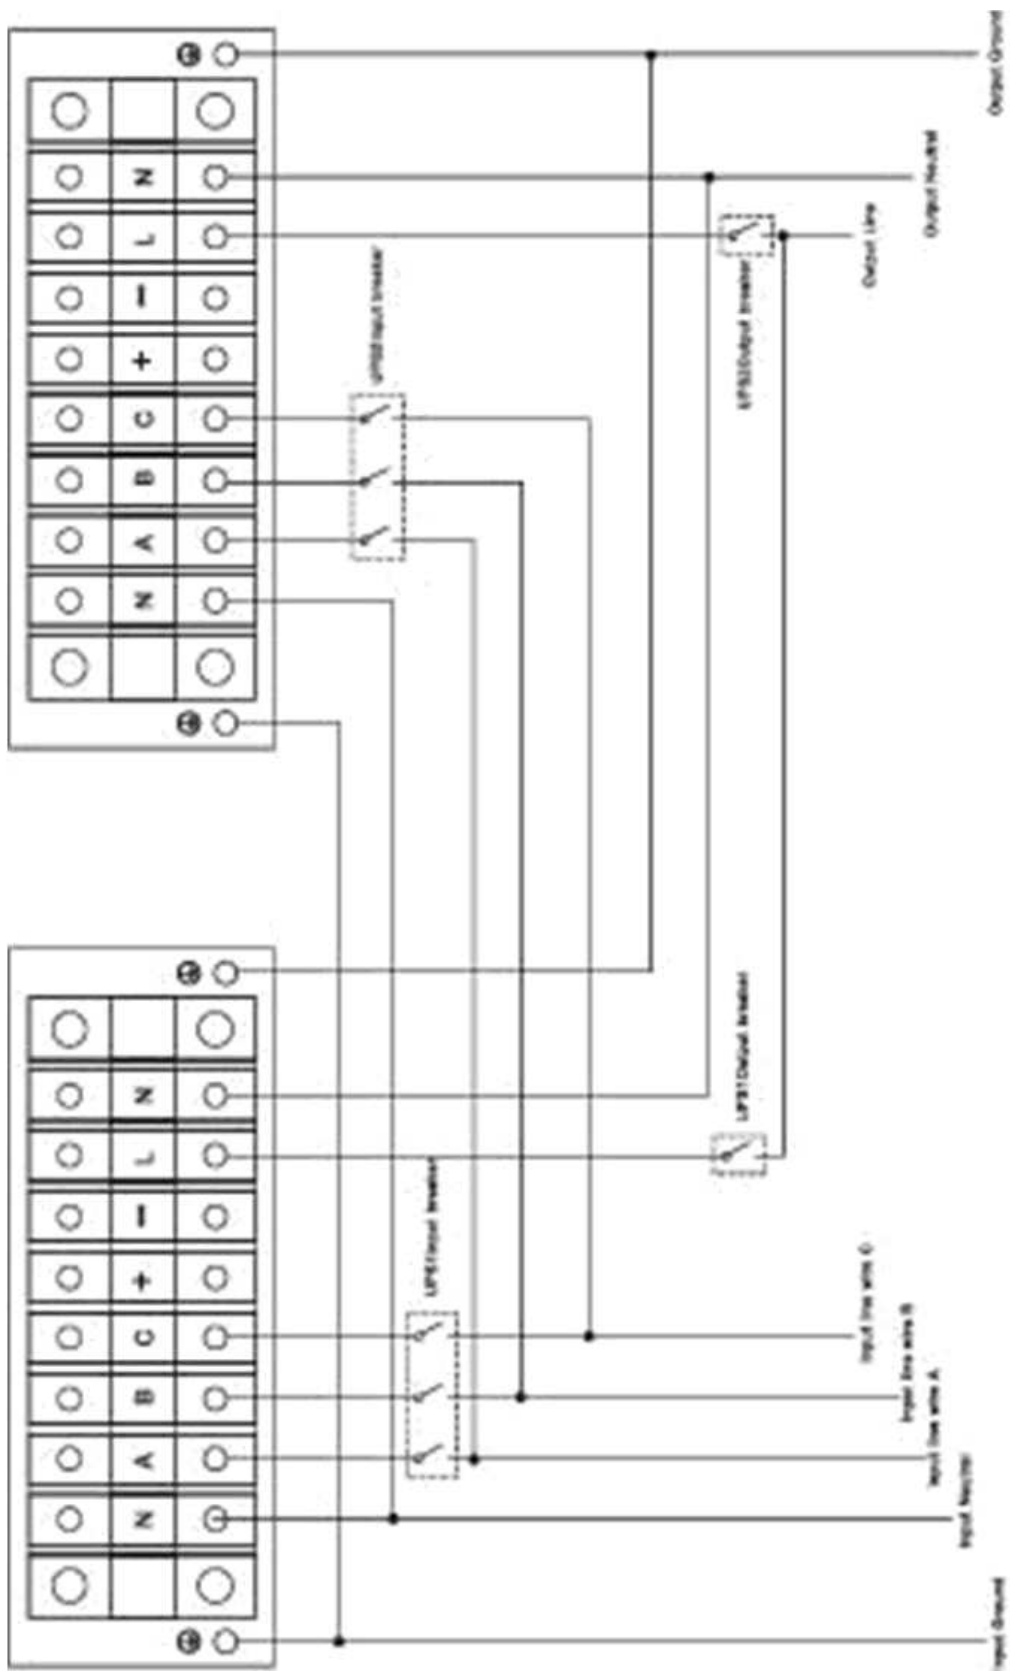 Output Ground
N
Output Neutral
L
Output Line
UPS2 Input breaker
UPS2 Output breaker
−
+
C
B
A
N
N
UPS1 Output breaker
L
UPS1 Input breaker
−
+
C
Input line wire C
B
Input line wire B
A
Input line wire A
N
Input Neutral
Input Ground